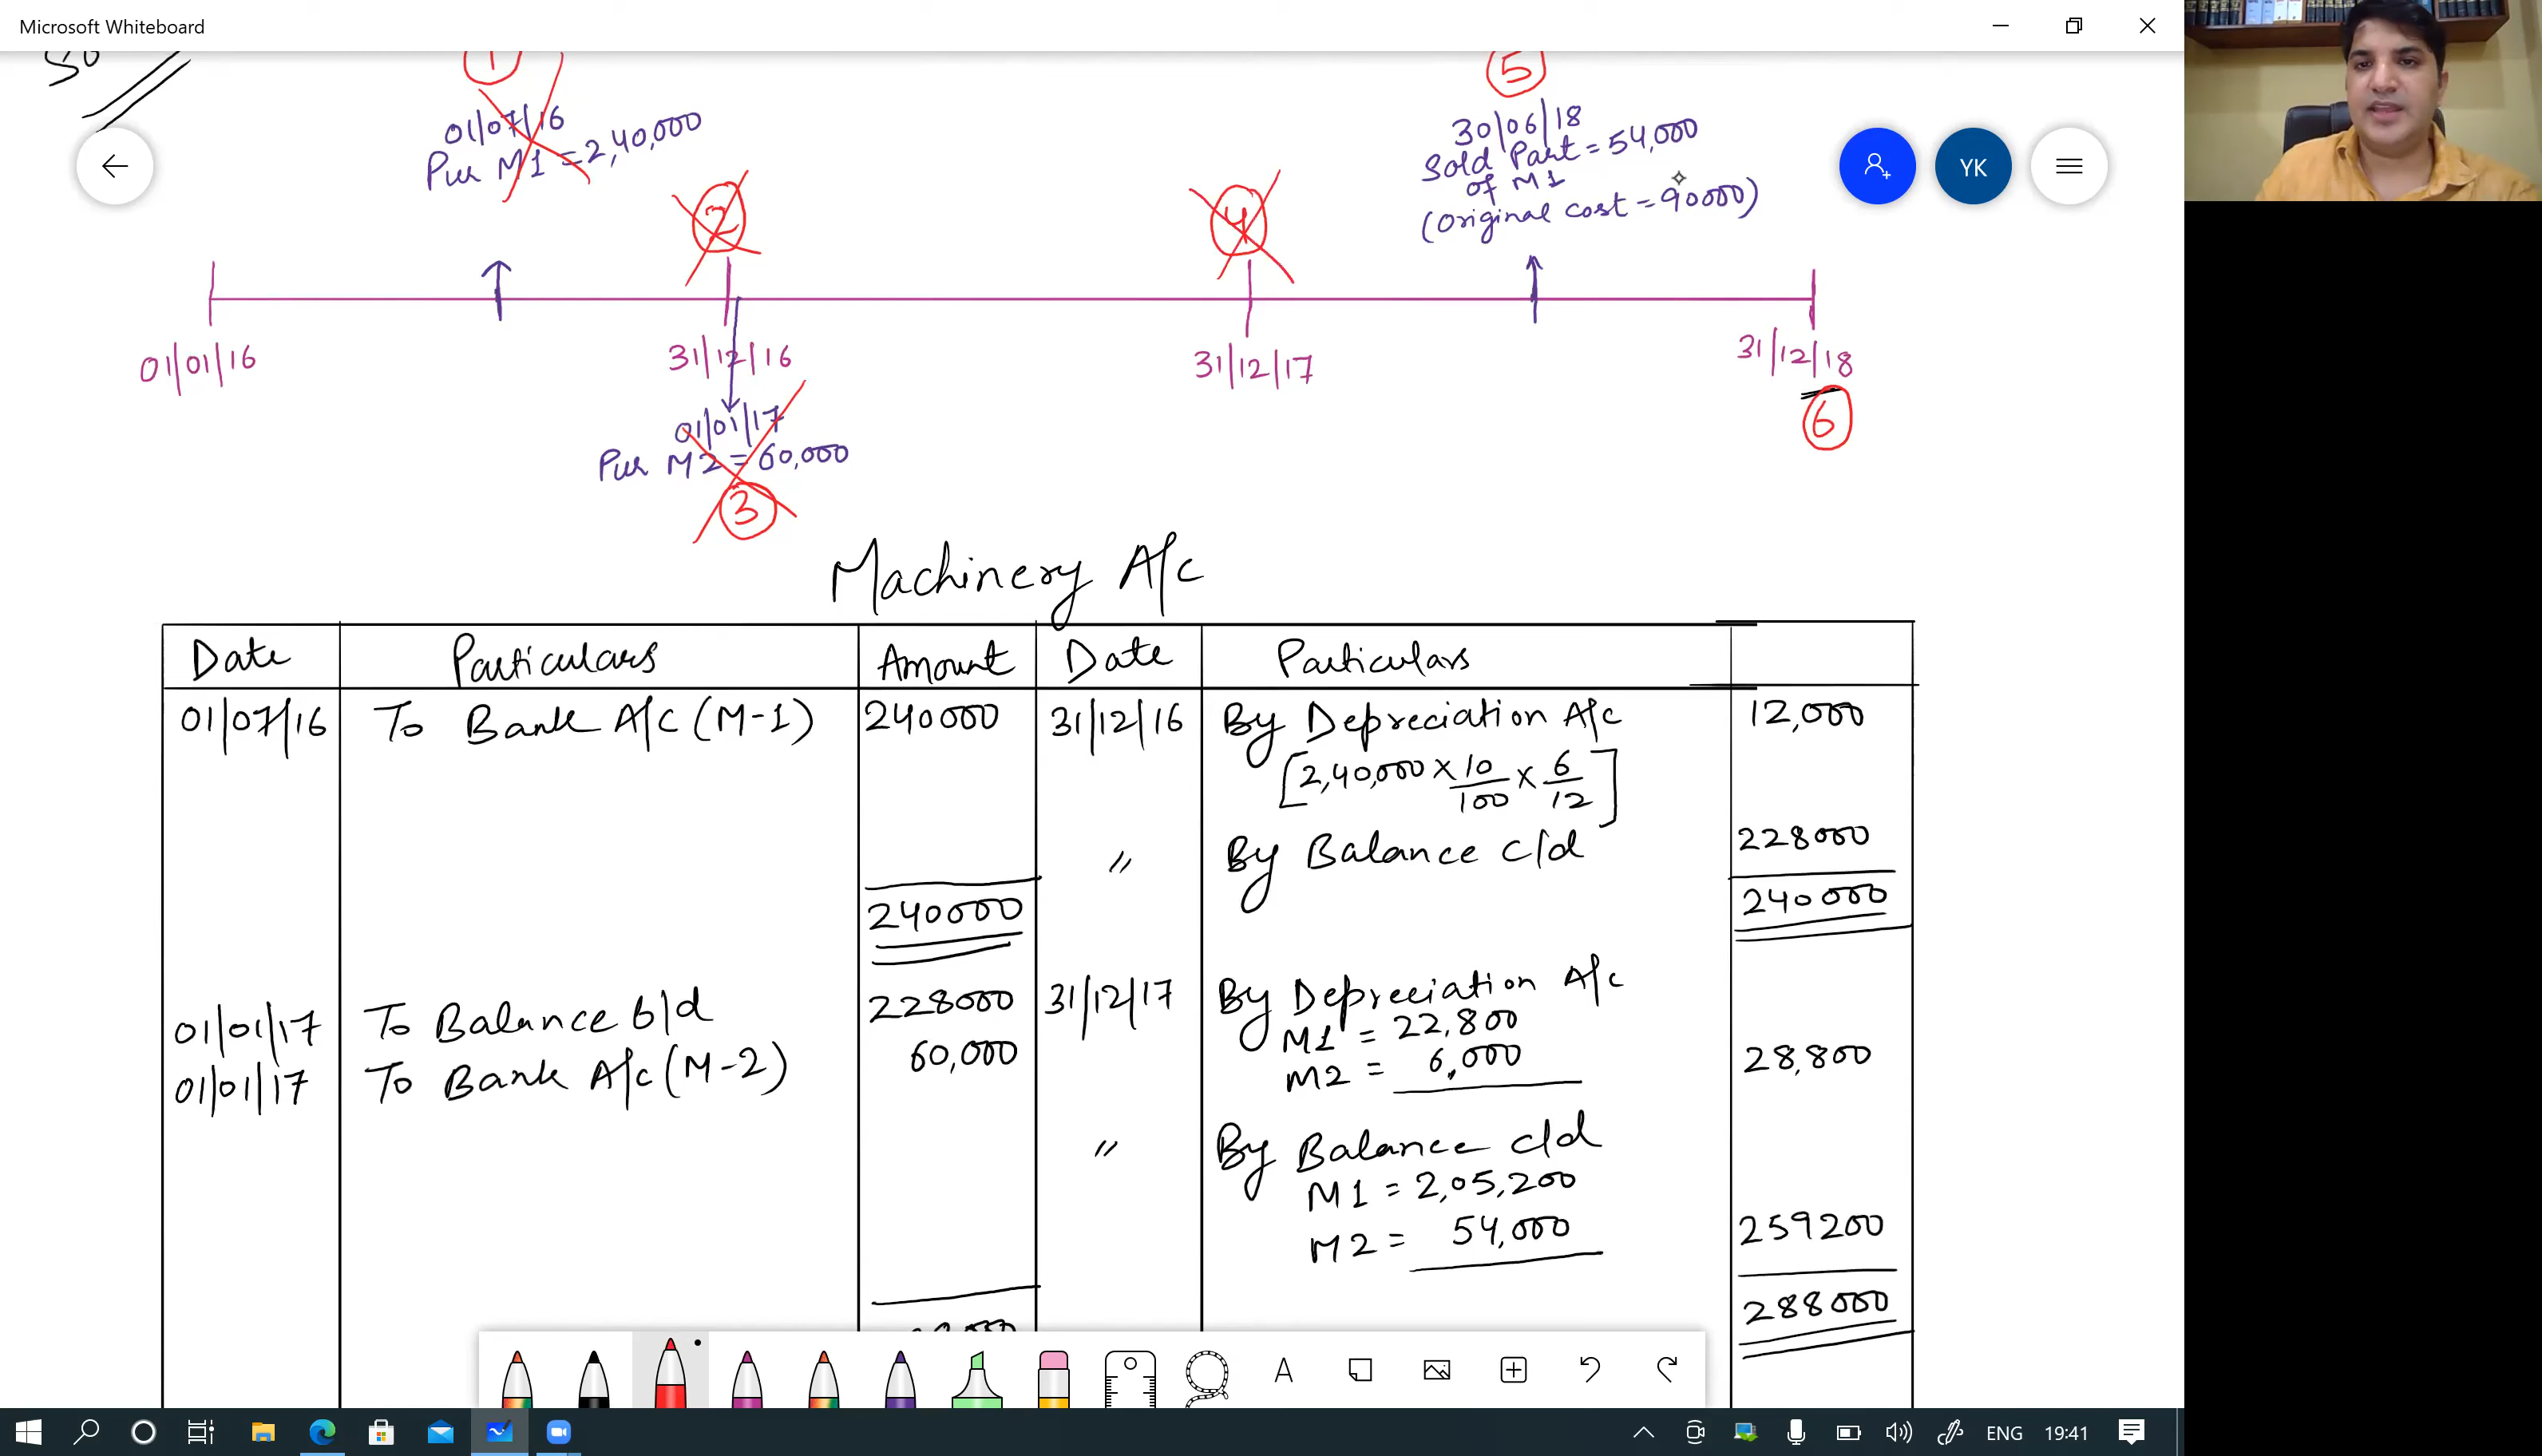 Microsoft Whiteboard
So
1
01/07/16
Pur M1 = 2,40,000
2
4
5
30/06/18
Sold Part = 54,000
of M1
(Original cost = 90000)
YK
01/01/16
31/12/16
31/12/17
31/12/18
6
01/01/17
Pur M2 = 60,000
3
Machinery A/c
Date Particulars Amount Date Particulars
01/07/16 To Bank A/c (M-1) 240000 31/12/16 By Depreciation A/c 12,000
[2,40,000 × 10/100 × 6/12]
" By Balance c/d 228000
240000 240000
01/01/17 To Balance b/d 228000 31/12/17 By Depreciation A/c
M1 = 22,800
01/01/17 To Bank A/c (M-2) 60,000 M2 = 6,000 28,800
" By Balance c/d
M1 = 2,05,200
M2 = 54,000 259200
288000
A
ENG 19:41